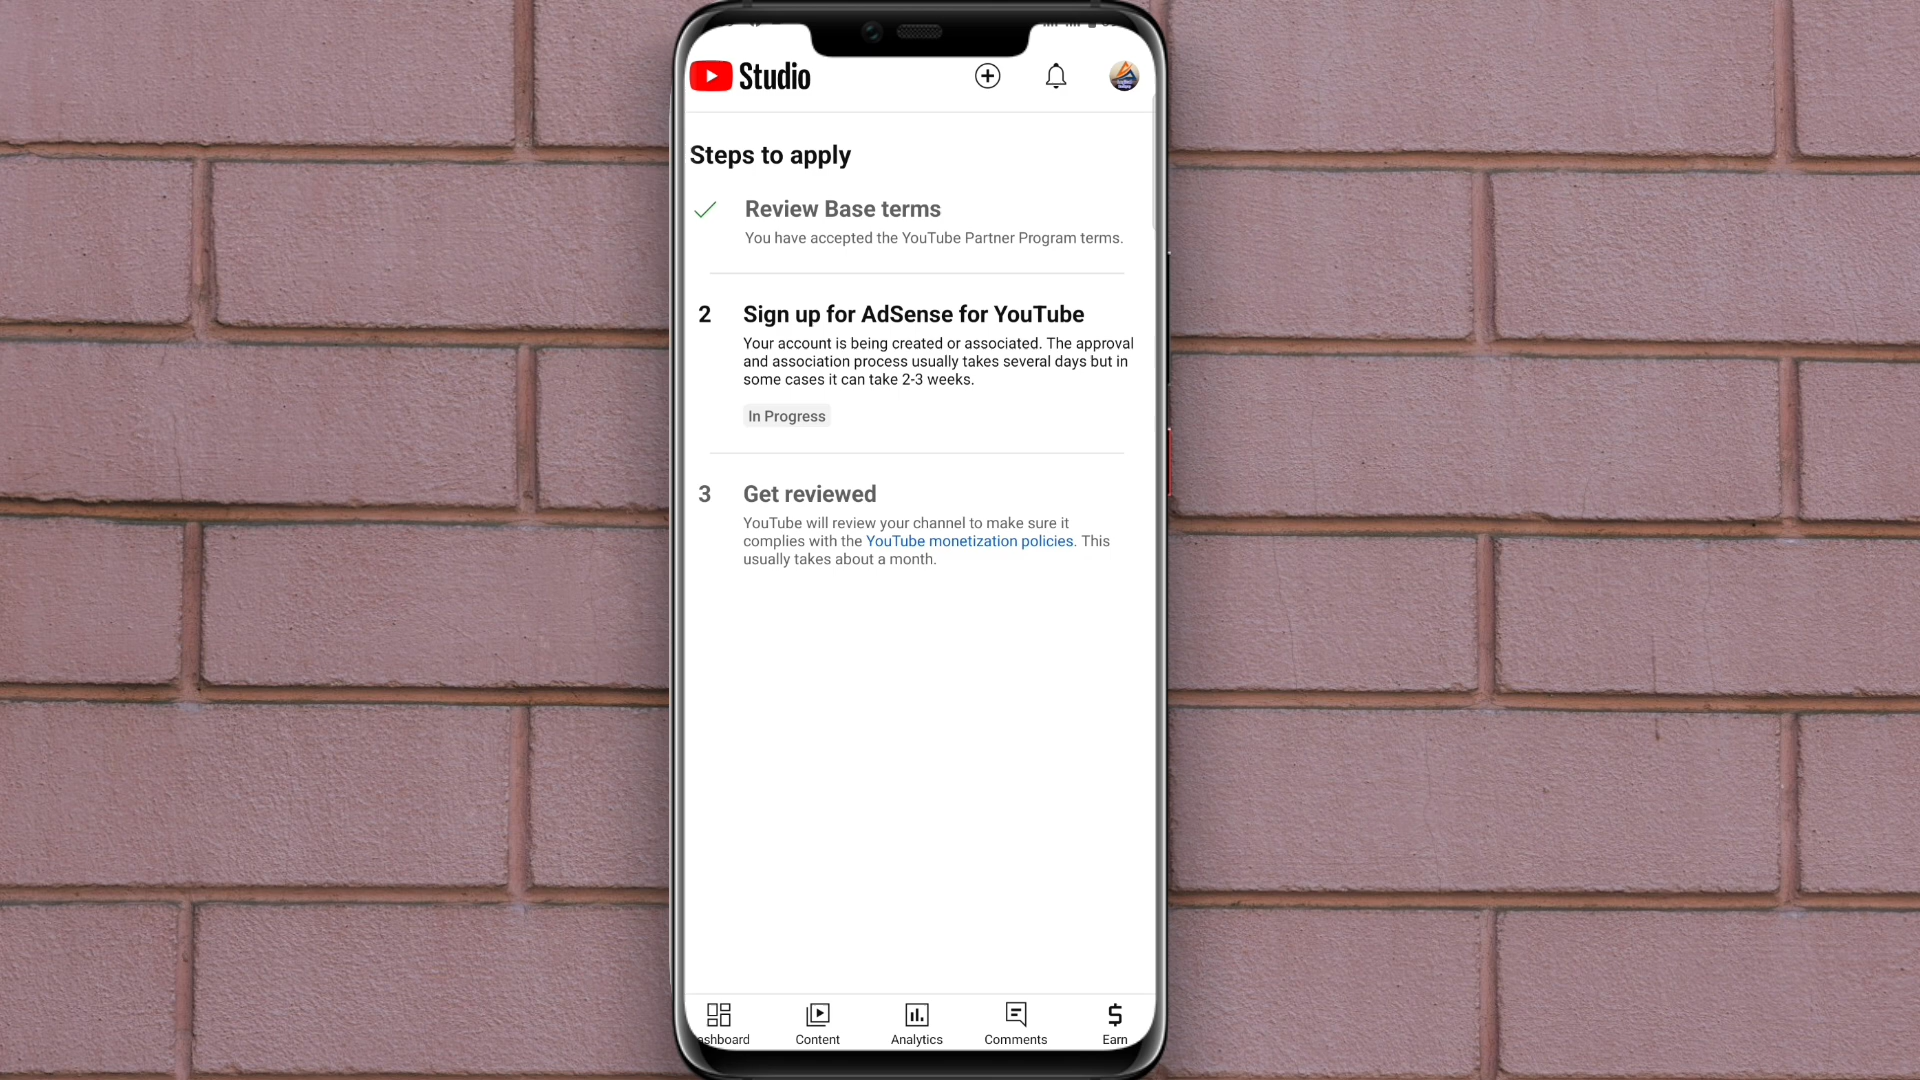 Studio
Steps to apply
Review Base terms
You have accepted the YouTube Partner Program terms.
2 Sign up for AdSense for YouTube
Your account is being created or associated. The approval
and association process usually takes several days but in
some cases it can take 2-3 weeks.
In Progress
3 Get reviewed
YouTube will review your channel to make sure it
complies with the YouTube monetization policies. This
usually takes about a month.
ashboard Content Analytics Comments Earn